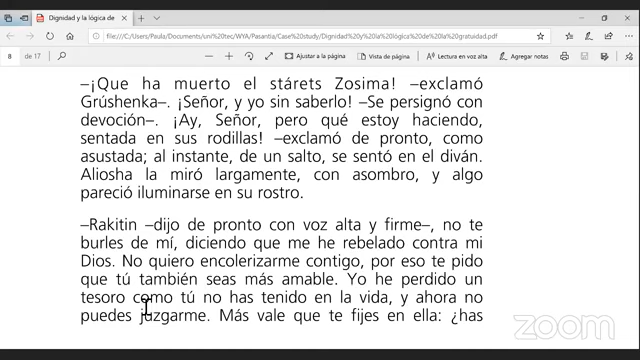 Dignidad y la lógica de
file:///C:/Users/Paula/Documents/uni tec/WYA/Pasantia/Case study/Dignidad%20y%20la%20lógica%20de%20la%20gratuidad.pdf
8 de 17
Ajustar a la página
Vista de página
Lectura en voz alta
Agregar notas
–¡Que ha muerto el stárets Zosima! –exclamó
Grúshenka–. ¡Señor, y yo sin saberlo! –Se persignó con
devoción–. ¡Ay, Señor, pero qué estoy haciendo,
sentada en sus rodillas! –exclamó de pronto, como
asustada; al instante, de un salto, se sentó en el diván.
Aliosha la miró largamente, con asombro, y algo
pareció iluminarse en su rostro.
–Rakitin –dijo de pronto con voz alta y firme–, no te
burles de mí, diciendo que me he rebelado contra mi
Dios. No quiero encolerizarme contigo, por eso te pido
que tú también seas más amable. Yo he perdido un
tesoro como tú no has tenido en la vida, y ahora no
puedes juzgarme. Más vale que te fijes en ella: ¿has
zoom